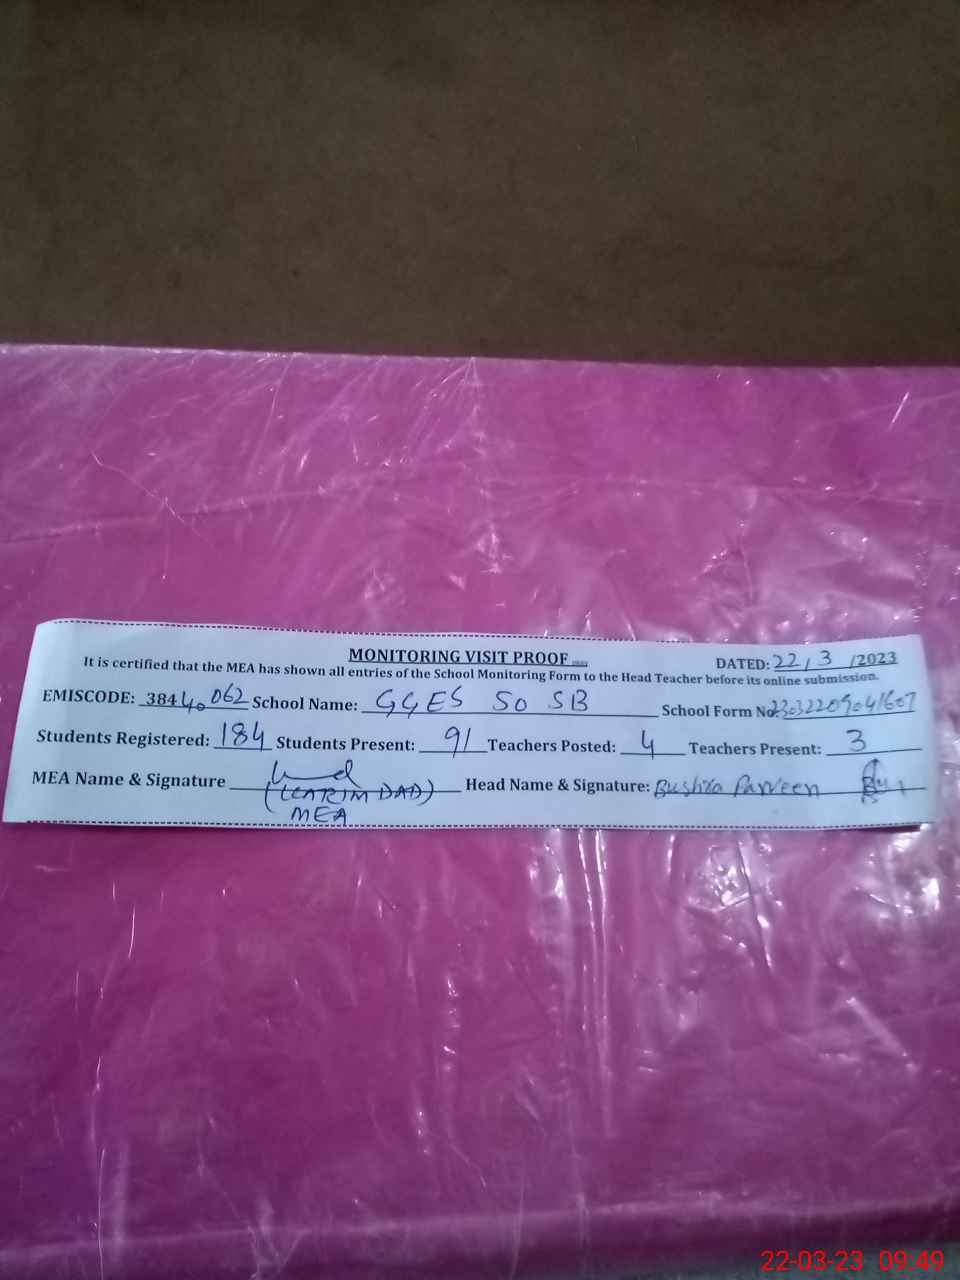 MONITORING VISIT PROOF
DATED: 22/3/2023
It is certified that the MEA has shown all entries of the School Monitoring Form to the Head Teacher before its online submission.
EMISCODE: 38440062 School Name: GGES 50 SB School Form No
Students Registered: 184 Students Present: 91 Teachers Posted: 4 Teachers Present: 3
MEA Name & Signature (KARIM DAD) Head Name & Signature: Bushra Parveen
MEA
22-03-23 09:49